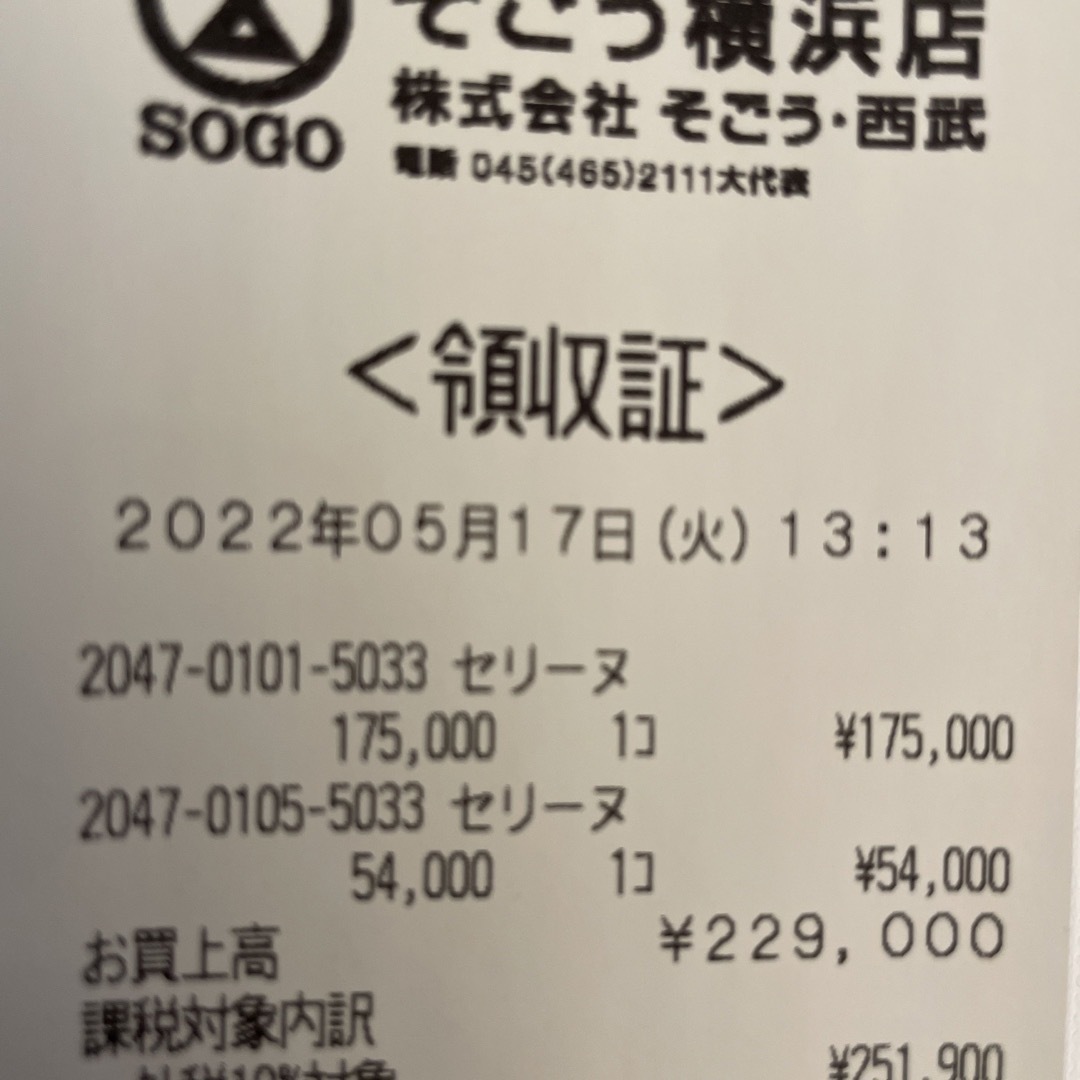 そごう横浜店
SOGO
株式会社 そごう・西武
電話 045(465)2111大代表
<領収証>
2022年05月17日(火)13:13
2047-0101-5033 セリーヌ
175,000 1コ ¥175,000
2047-0105-5033 セリーヌ
54,000 1コ ¥54,000
お買上高 ¥229,000
課税対象内訳
¥251,900